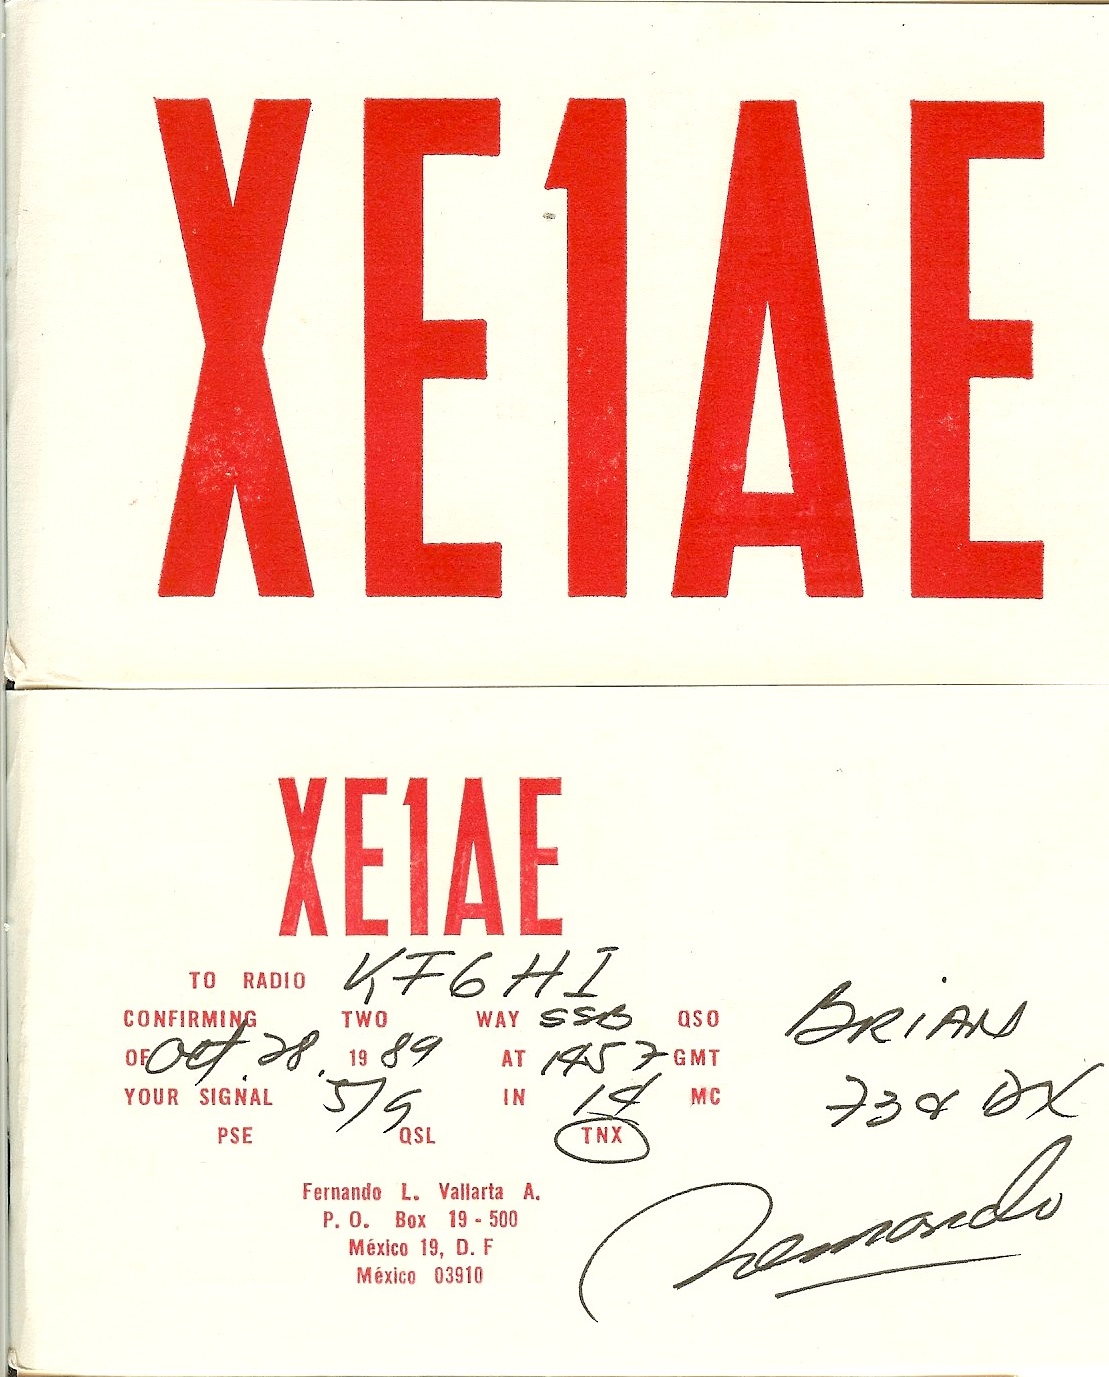 XE1AE
XE1AE
TO RADIO KF6HI
CONFIRMING TWO WAY SSB QSO
OF Oct. 28, 1989 AT 1457 GMT
YOUR SIGNAL 5/9 IN 14 MC
PSE QSL TNX
BRIAN
73 & DX
Fernando
Fernando L. Vallarta A.
P. O. Box 19 - 500
México 19, D. F
México 03910